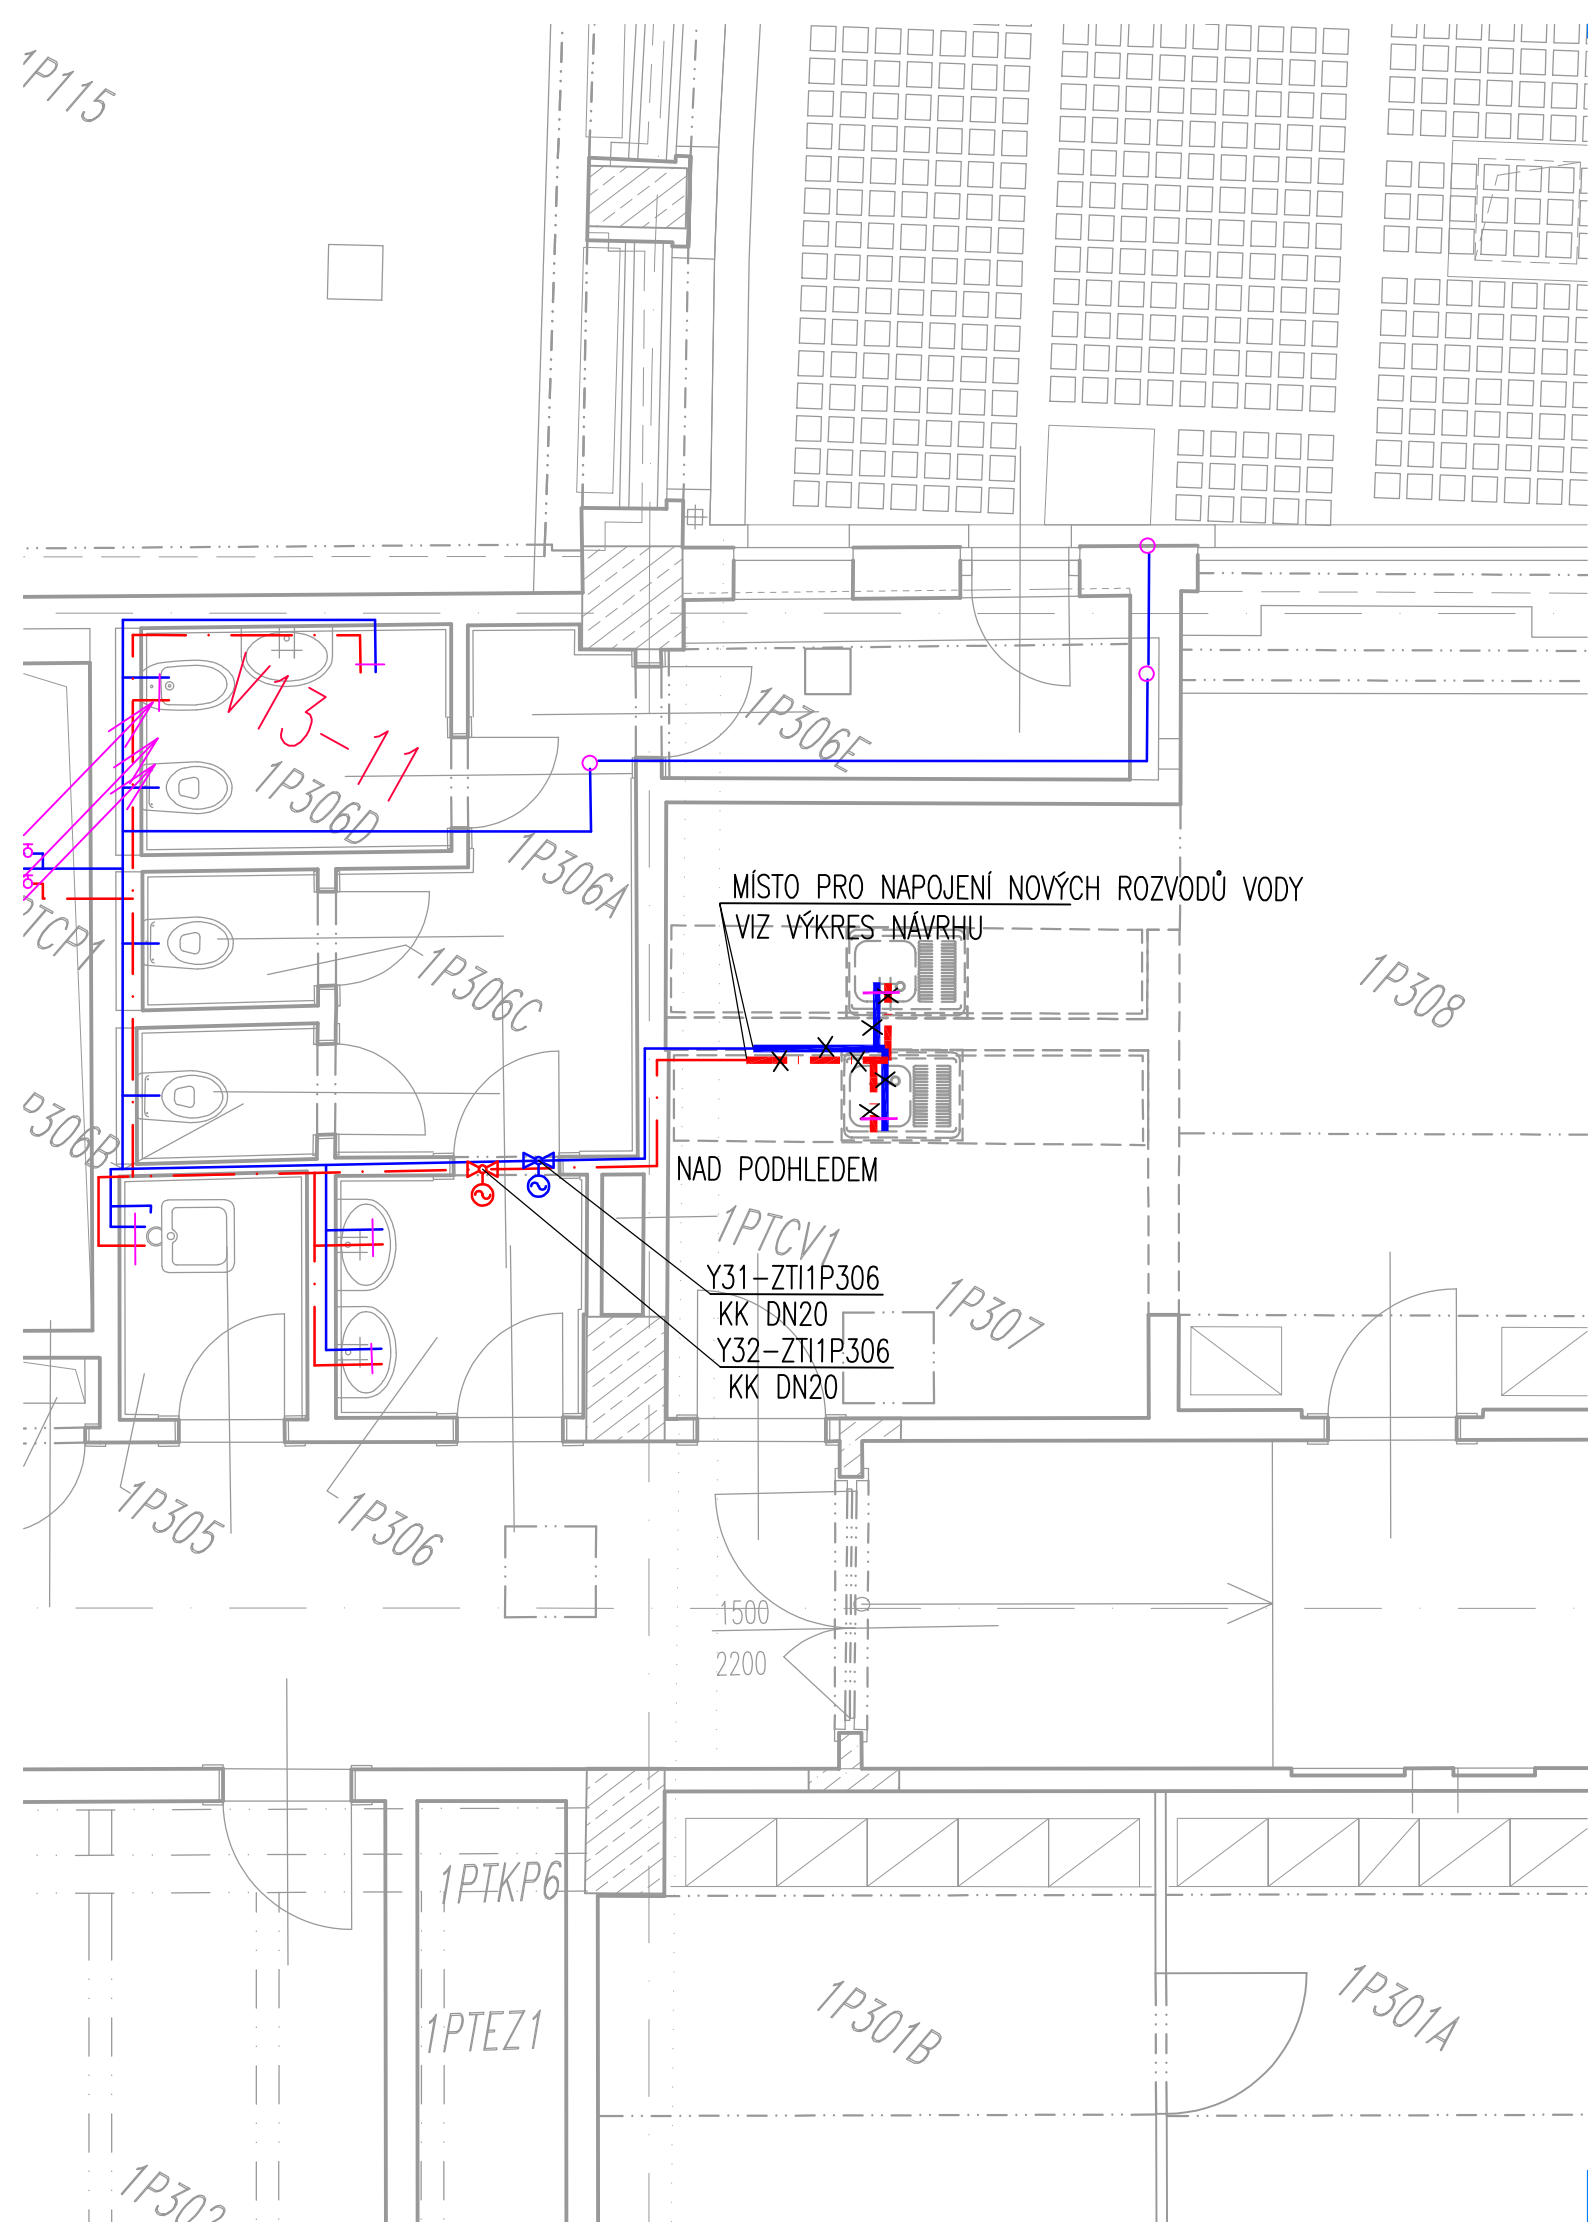 1P115
V13-11
1P306E
1P306D
1P306A
MÍSTO PRO NAPOJENÍ NOVÝCH ROZVODŮ VODY
VIZ VÝKRES NÁVRHU
PTCP1
1P306C
1P308
P306B
NAD PODHLEDEM
1PTCV1
Y31-ZTI1P306
KK DN20
1P307
Y32-ZTI1P306
KK DN20
1P305
1P306
1500
2200
1PTKP6
1PTEZ1
1P301B
1P301A
1P302